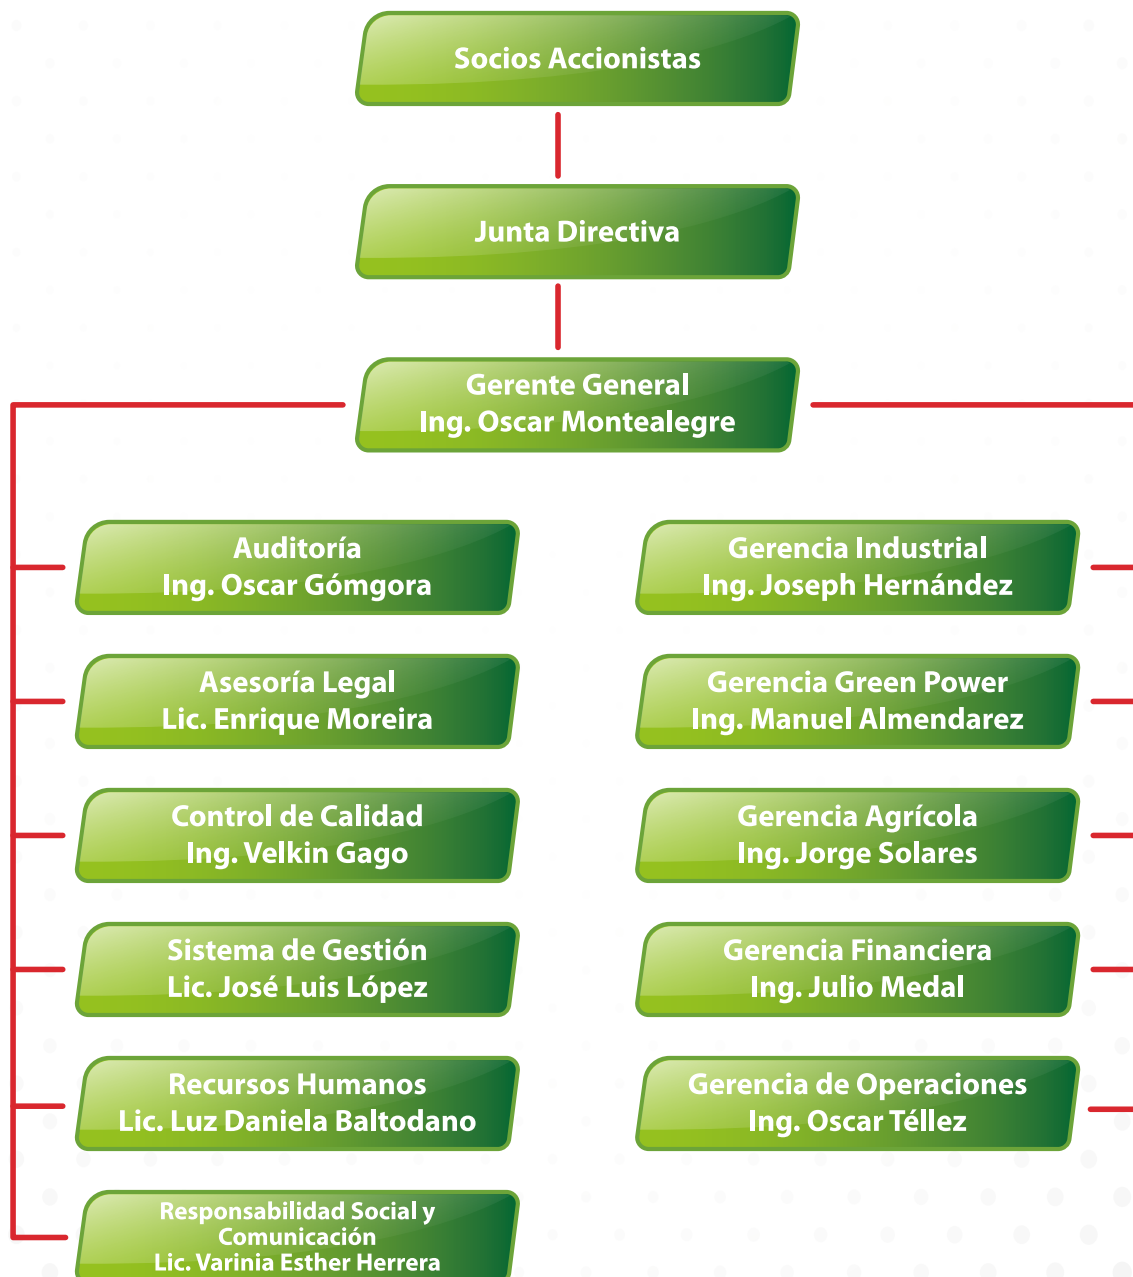 Socios Accionistas
Junta Directiva
Gerente General
Ing. Oscar Montealegre
Auditoría
Ing. Oscar Gómgora
Asesoría Legal
Lic. Enrique Moreira
Control de Calidad
Ing. Velkin Gago
Sistema de Gestión
Lic. José Luis López
Recursos Humanos
Lic. Luz Daniela Baltodano
Responsabilidad Social y
Comunicación
Lic. Varinia Esther Herrera
Gerencia Industrial
Ing. Joseph Hernández
Gerencia Green Power
Ing. Manuel Almendarez
Gerencia Agrícola
Ing. Jorge Solares
Gerencia Financiera
Ing. Julio Medal
Gerencia de Operaciones
Ing. Oscar Téllez